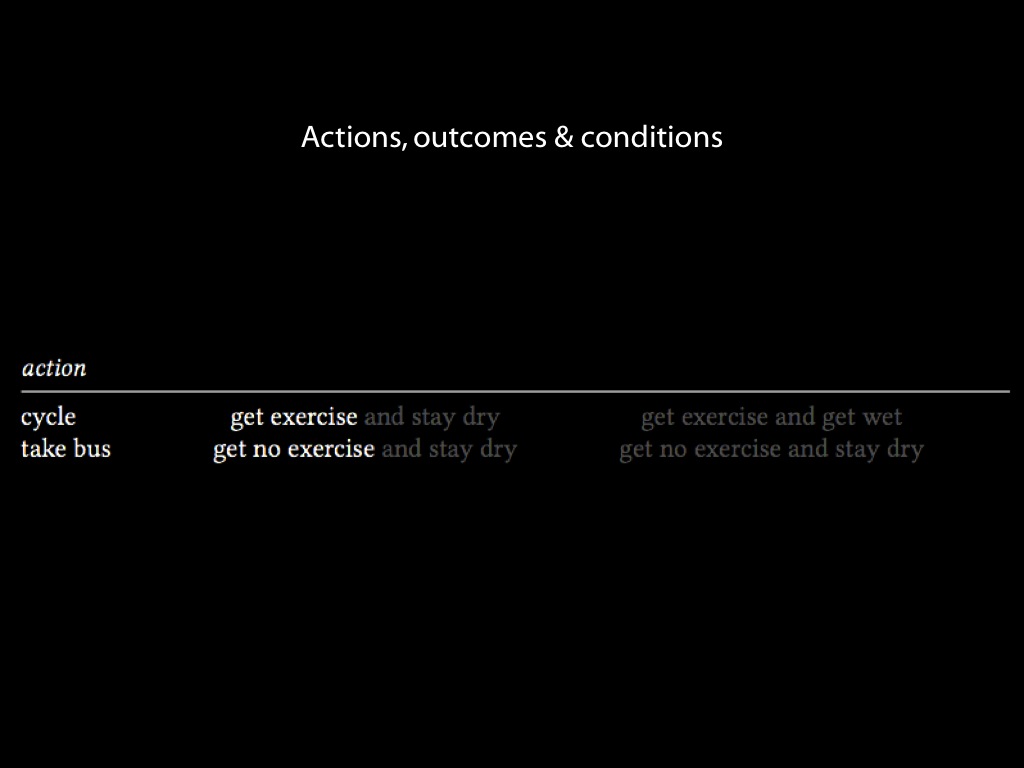 Actions, outcomes & conditions
action
cycle get exercise and stay dry get exercise and get wet
take bus get no exercise and stay dry get no exercise and stay dry